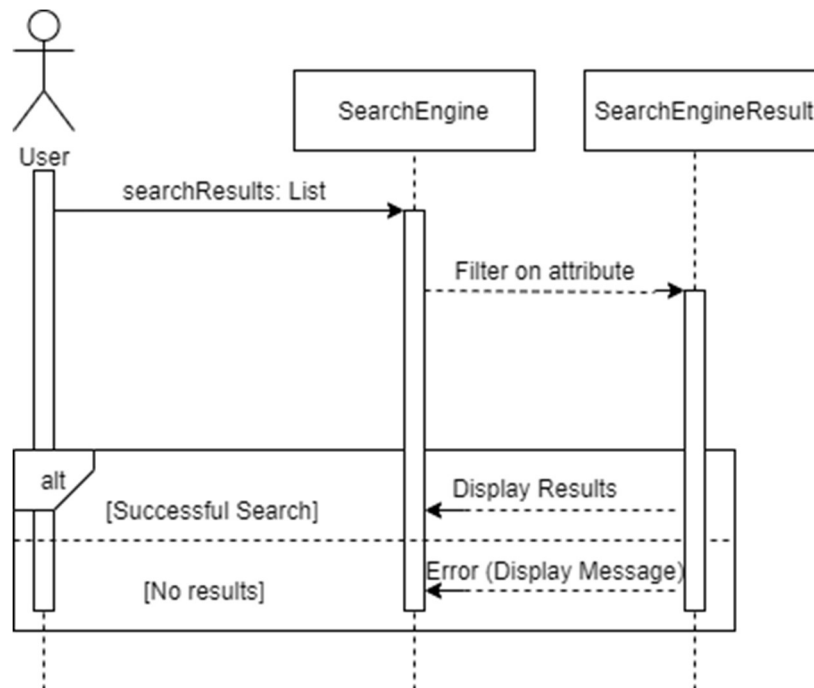 SearchEngine
SearchEngineResult
User
searchResults: List
Filter on attribute
alt
Display Results
[Successful Search]
Error (Display Message)
[No results]